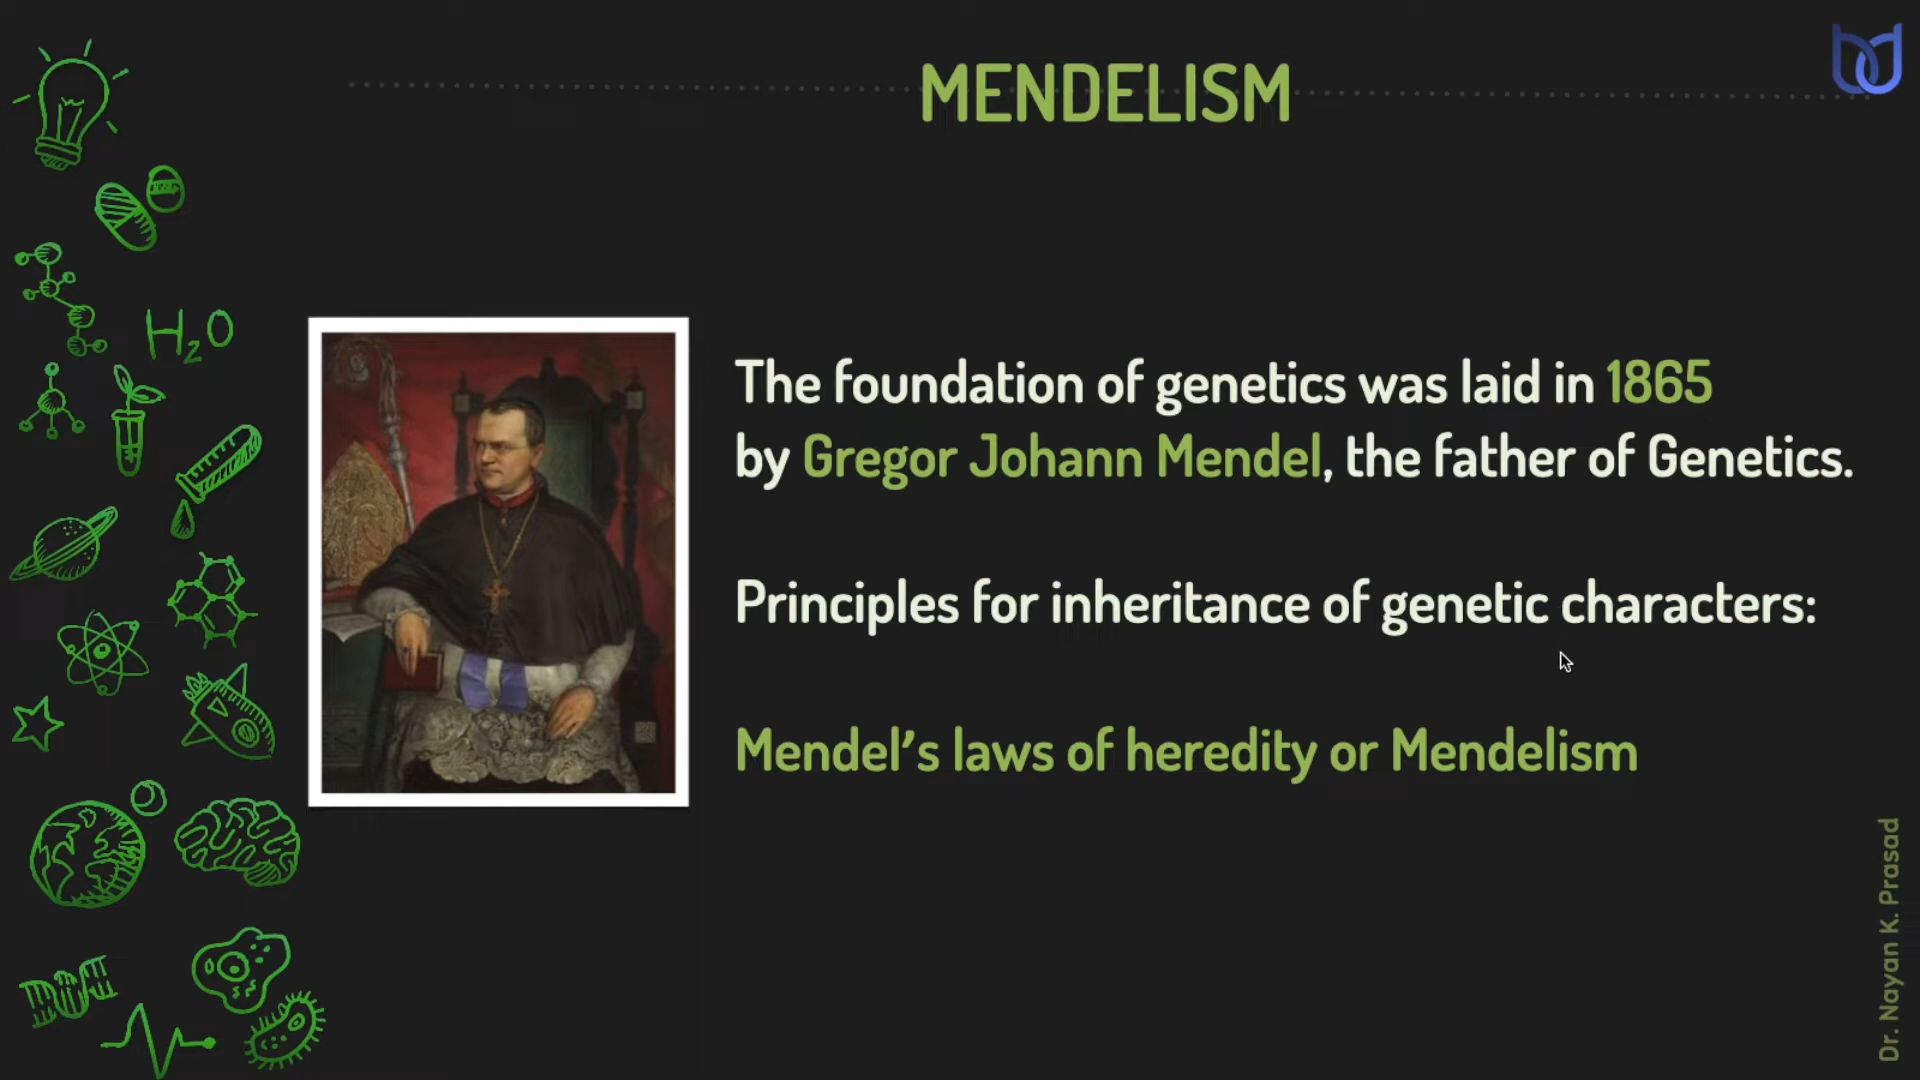 MENDELISM
H₂O
The foundation of genetics was laid in 1865
by Gregor Johann Mendel, the father of Genetics.
Principles for inheritance of genetic characters:
Mendel's laws of heredity or Mendelism
Dr. Nayan K. Prasad